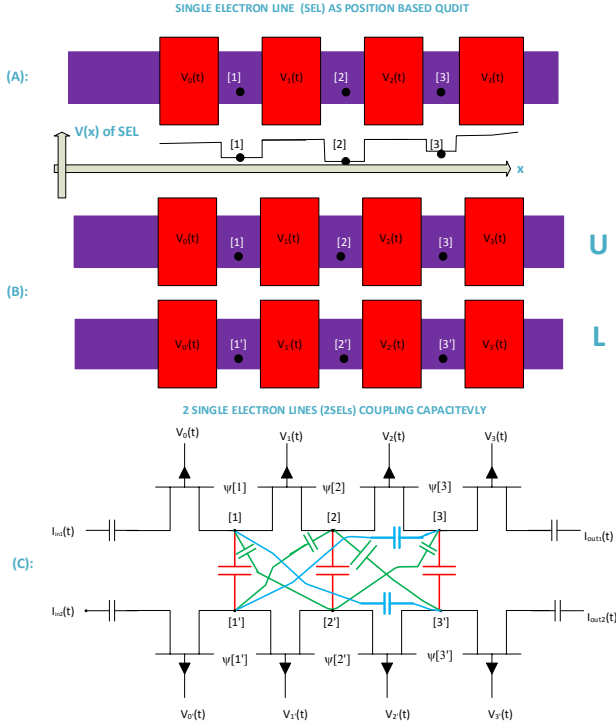 SINGLE ELECTRON LINE (SEL) AS POSITION BASED QUDIT
(A):
V₀(t) [1] V₁(t) [2] V₂(t) [3] V₃(t)
V(x) of SEL
[1] [2] [3]
x
(B):
V₀(t) [1] V₁(t) [2] V₂(t) [3] V₃(t) U
V₀'(t) [1'] V₁'(t) [2'] V₂'(t) [3'] V₃'(t) L
2 SINGLE ELECTRON LINES (2SELs) COUPLING CAPACITEVLY
(C):
V₀(t) V₁(t) V₂(t) V₃(t)
ψ[1] ψ[2] ψ[3]
[1] [2] [3]
Iin1(t) Iout1(t)
Iin2(t) Iout2(t)
[1'] [2'] [3']
ψ[1'] ψ[2'] ψ[3']
V₀'(t) V₁'(t) V₂'(t) V₃'(t)